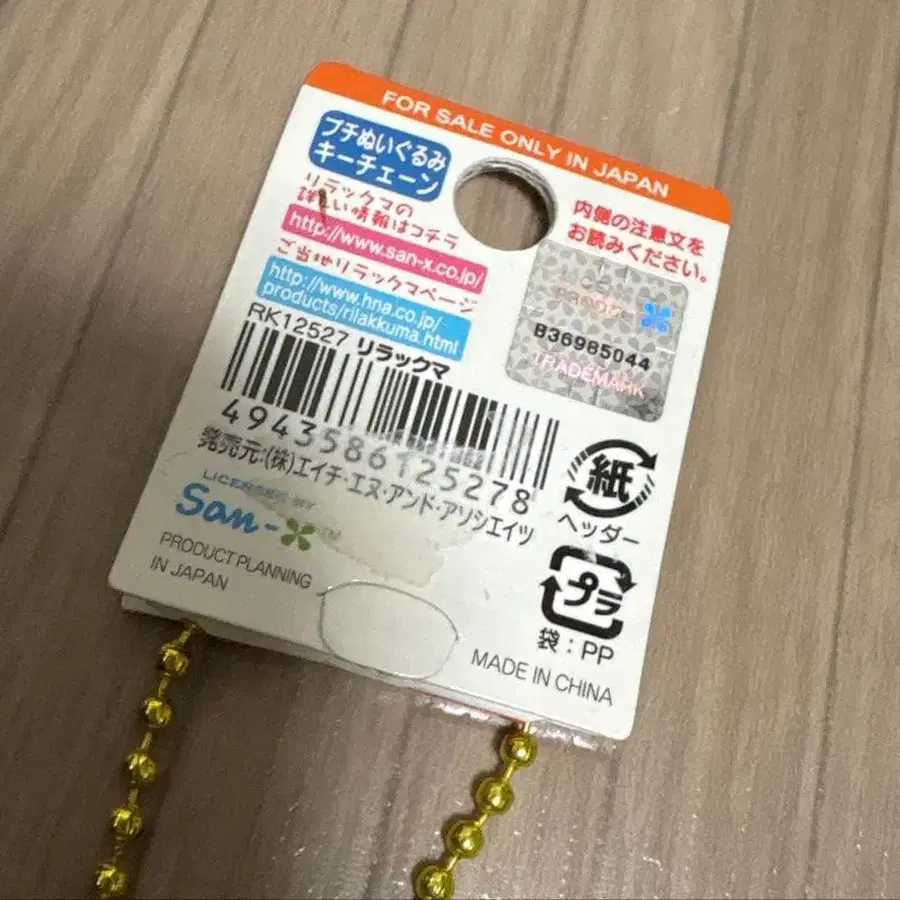 FOR SALE ONLY IN JAPAN
プチぬいぐるみ
キーチェーン
リラックマの
詳しい情報はコチラ
http://www.san-x.co.jp/
ご当地リラックマページ
http://www.hna.co.jp/
products/rilakkuma.html
内側の注意文を
お読みください。
B36985044
TRADEMARK
RK12527 リラックマ
4943586125278
発売元:(株)エイチ・エヌ・アンド・アソシエイツ
LICENSED BY
San-X
PRODUCT PLANNING
IN JAPAN
紙
ヘッダー
プラ
袋:PP
MADE IN CHINA